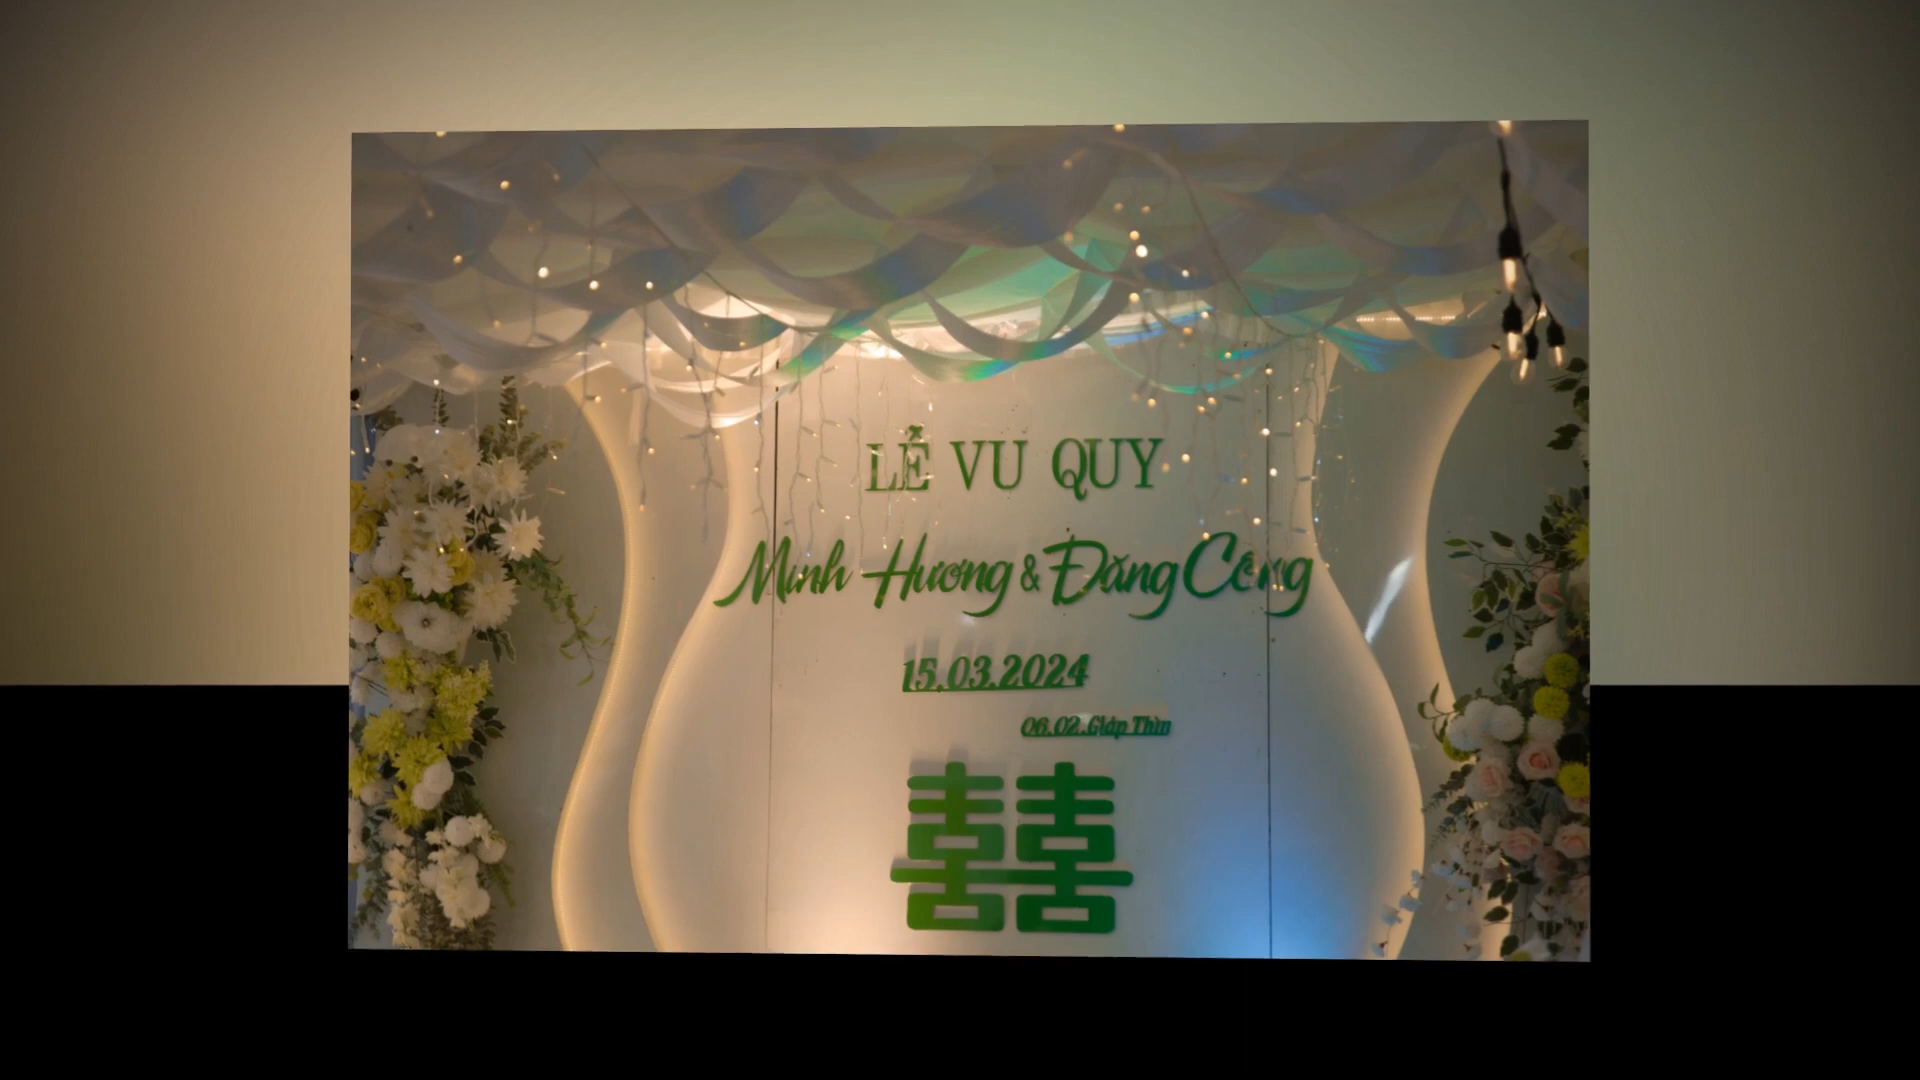 LỄ VU QUY
Minh Hương & Đăng Công
15.03.2024
06.02.Giáp Thìn
囍